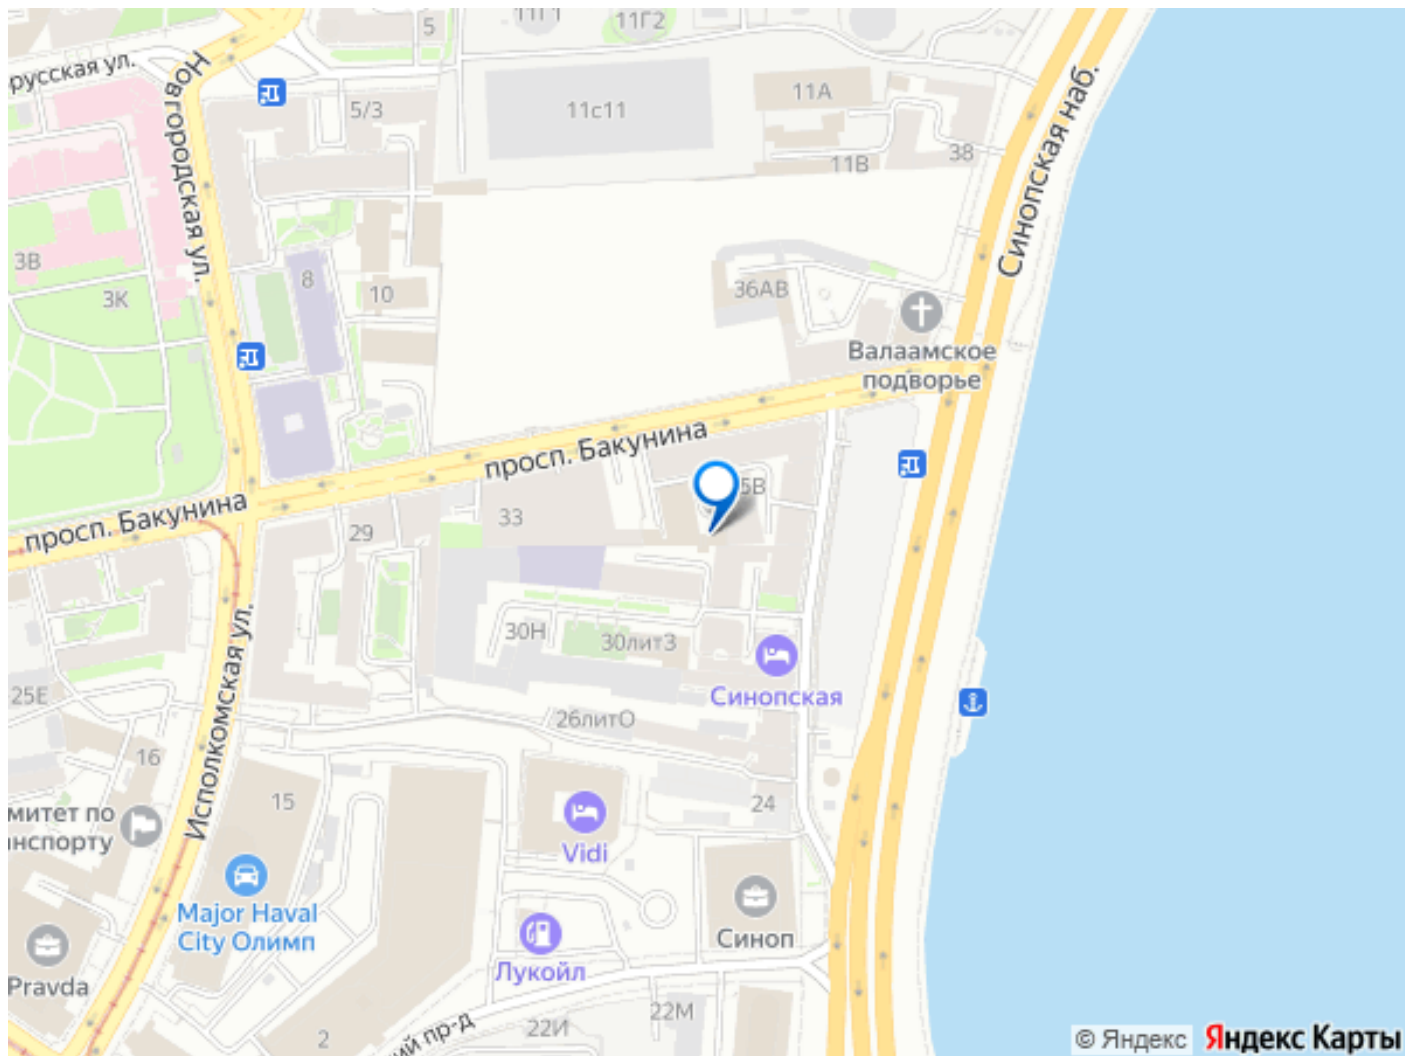 5
11Г2
русская ул.
Новгородская ул.
5/3
11с11
11А
11В
38
Синопская наб.
3В
3К
8
10
36АВ
Валаамское
подворье
просп. Бакунина
5В
просп. Бакунина
33
29
Исполкомская ул.
30Н
30литЗ
Синопская
25Е
26литО
16
15
24
митет по
нспорту
Vidi
Major Haval
City Олимп
Синоп
Pravda
Лукойл
2
ий пр-д
22И
22М
© Яндекс Яндекс Карты